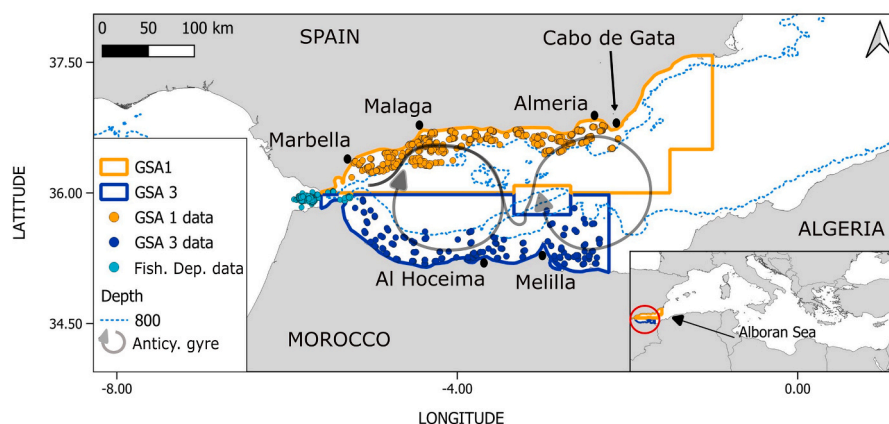 0 50 100 km
SPAIN
Cabo de Gata
37.50
Malaga
Almeria
Marbella
GSA1
GSA 3
GSA 1 data
GSA 3 data
Fish. Dep. data
Depth
800
Anticy. gyre
36.00
LATITUDE
ALGERIA
Al Hoceima
Melilla
34.50
MOROCCO
Alboran Sea
-8.00
-4.00
0.00
LONGITUDE